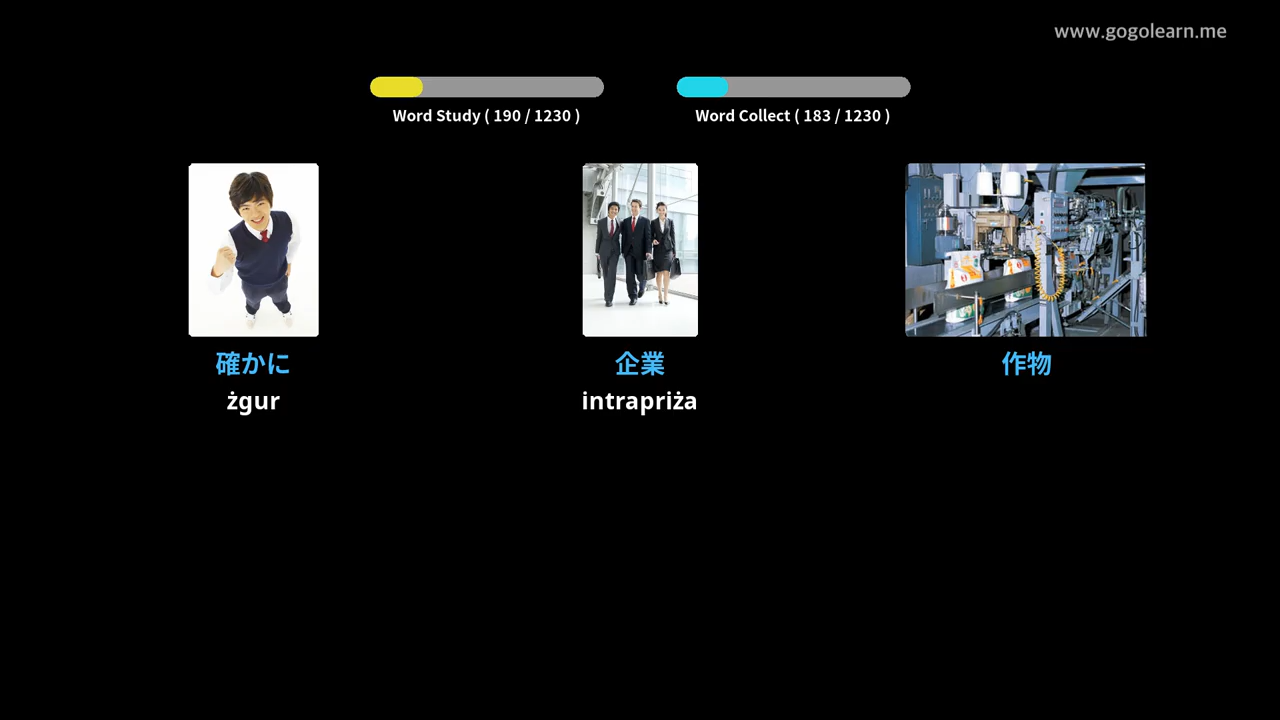 www.gogolearn.me
Word Study ( 190 / 1230 )
Word Collect ( 183 / 1230 )
確かに
企業
作物
żgur
intrapriża